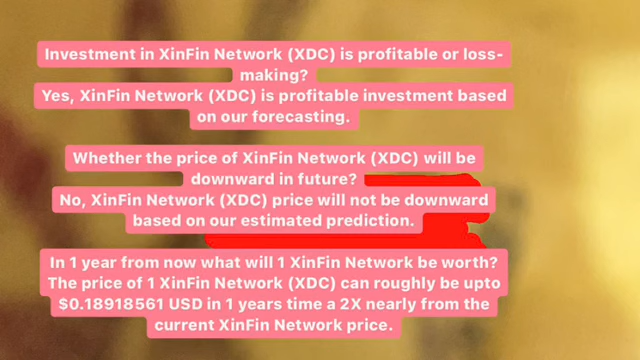 Investment in XinFin Network (XDC) is profitable or loss-
making?
Yes, XinFin Network (XDC) is profitable investment based
on our forecasting.
Whether the price of XinFin Network (XDC) will be
downward in future?
No, XinFin Network (XDC) price will not be downward
based on our estimated prediction.
In 1 year from now what will 1 XinFin Network be worth?
The price of 1 XinFin Network (XDC) can roughly be upto
$0.18918561 USD in 1 years time a 2X nearly from the
current XinFin Network price.